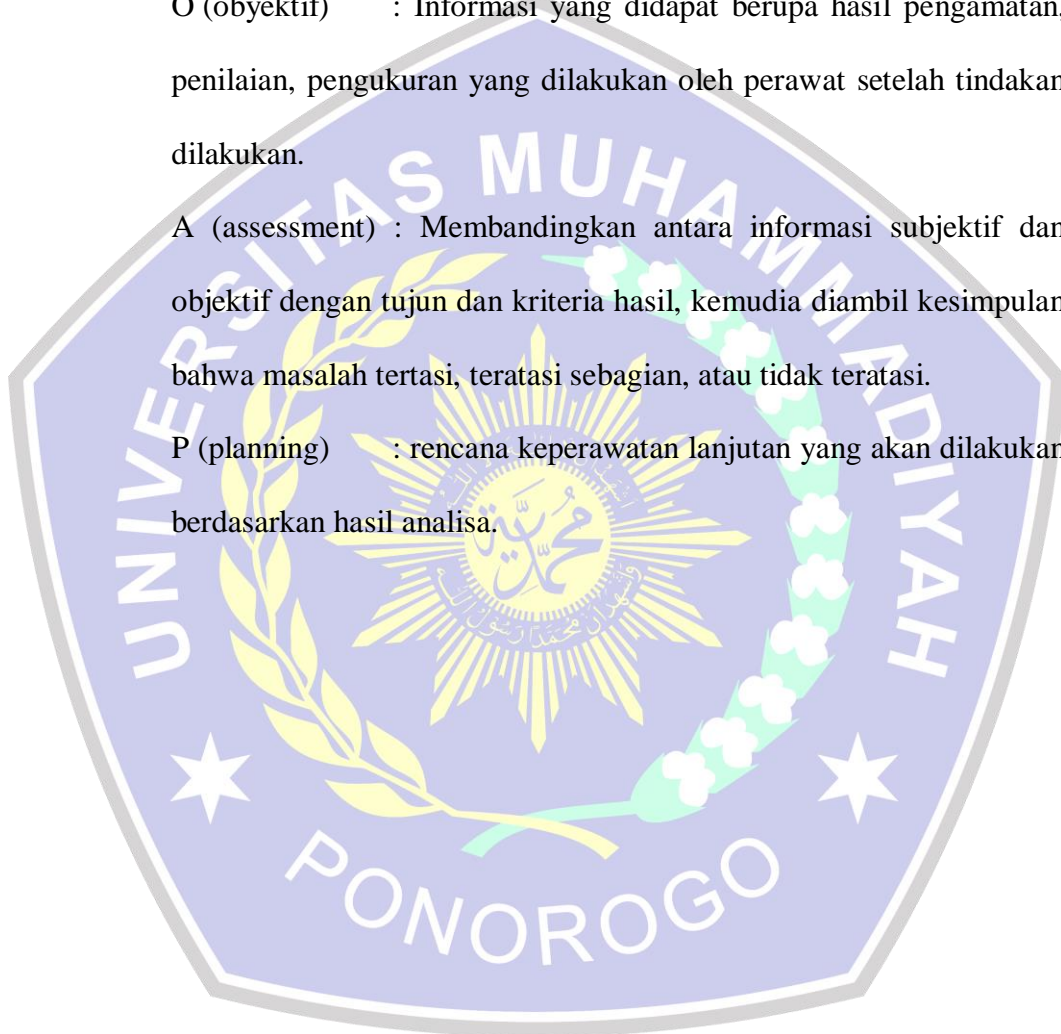 O (obyektif) : Informasi yang didapat berupa hasil pengamatan,
penilaian, pengukuran yang dilakukan oleh perawat setelah tindakan
dilakukan.
A (assessment) : Membandingkan antara informasi subjektif dan
objektif dengan tujun dan kriteria hasil, kemudia diambil kesimpulan
bahwa masalah tertasi, teratasi sebagian, atau tidak teratasi.
P (planning) : rencana keperawatan lanjutan yang akan dilakukan
berdasarkan hasil analisa.
UNIVERSITAS MUHAMMADIYAH
PONOROGO
محمد